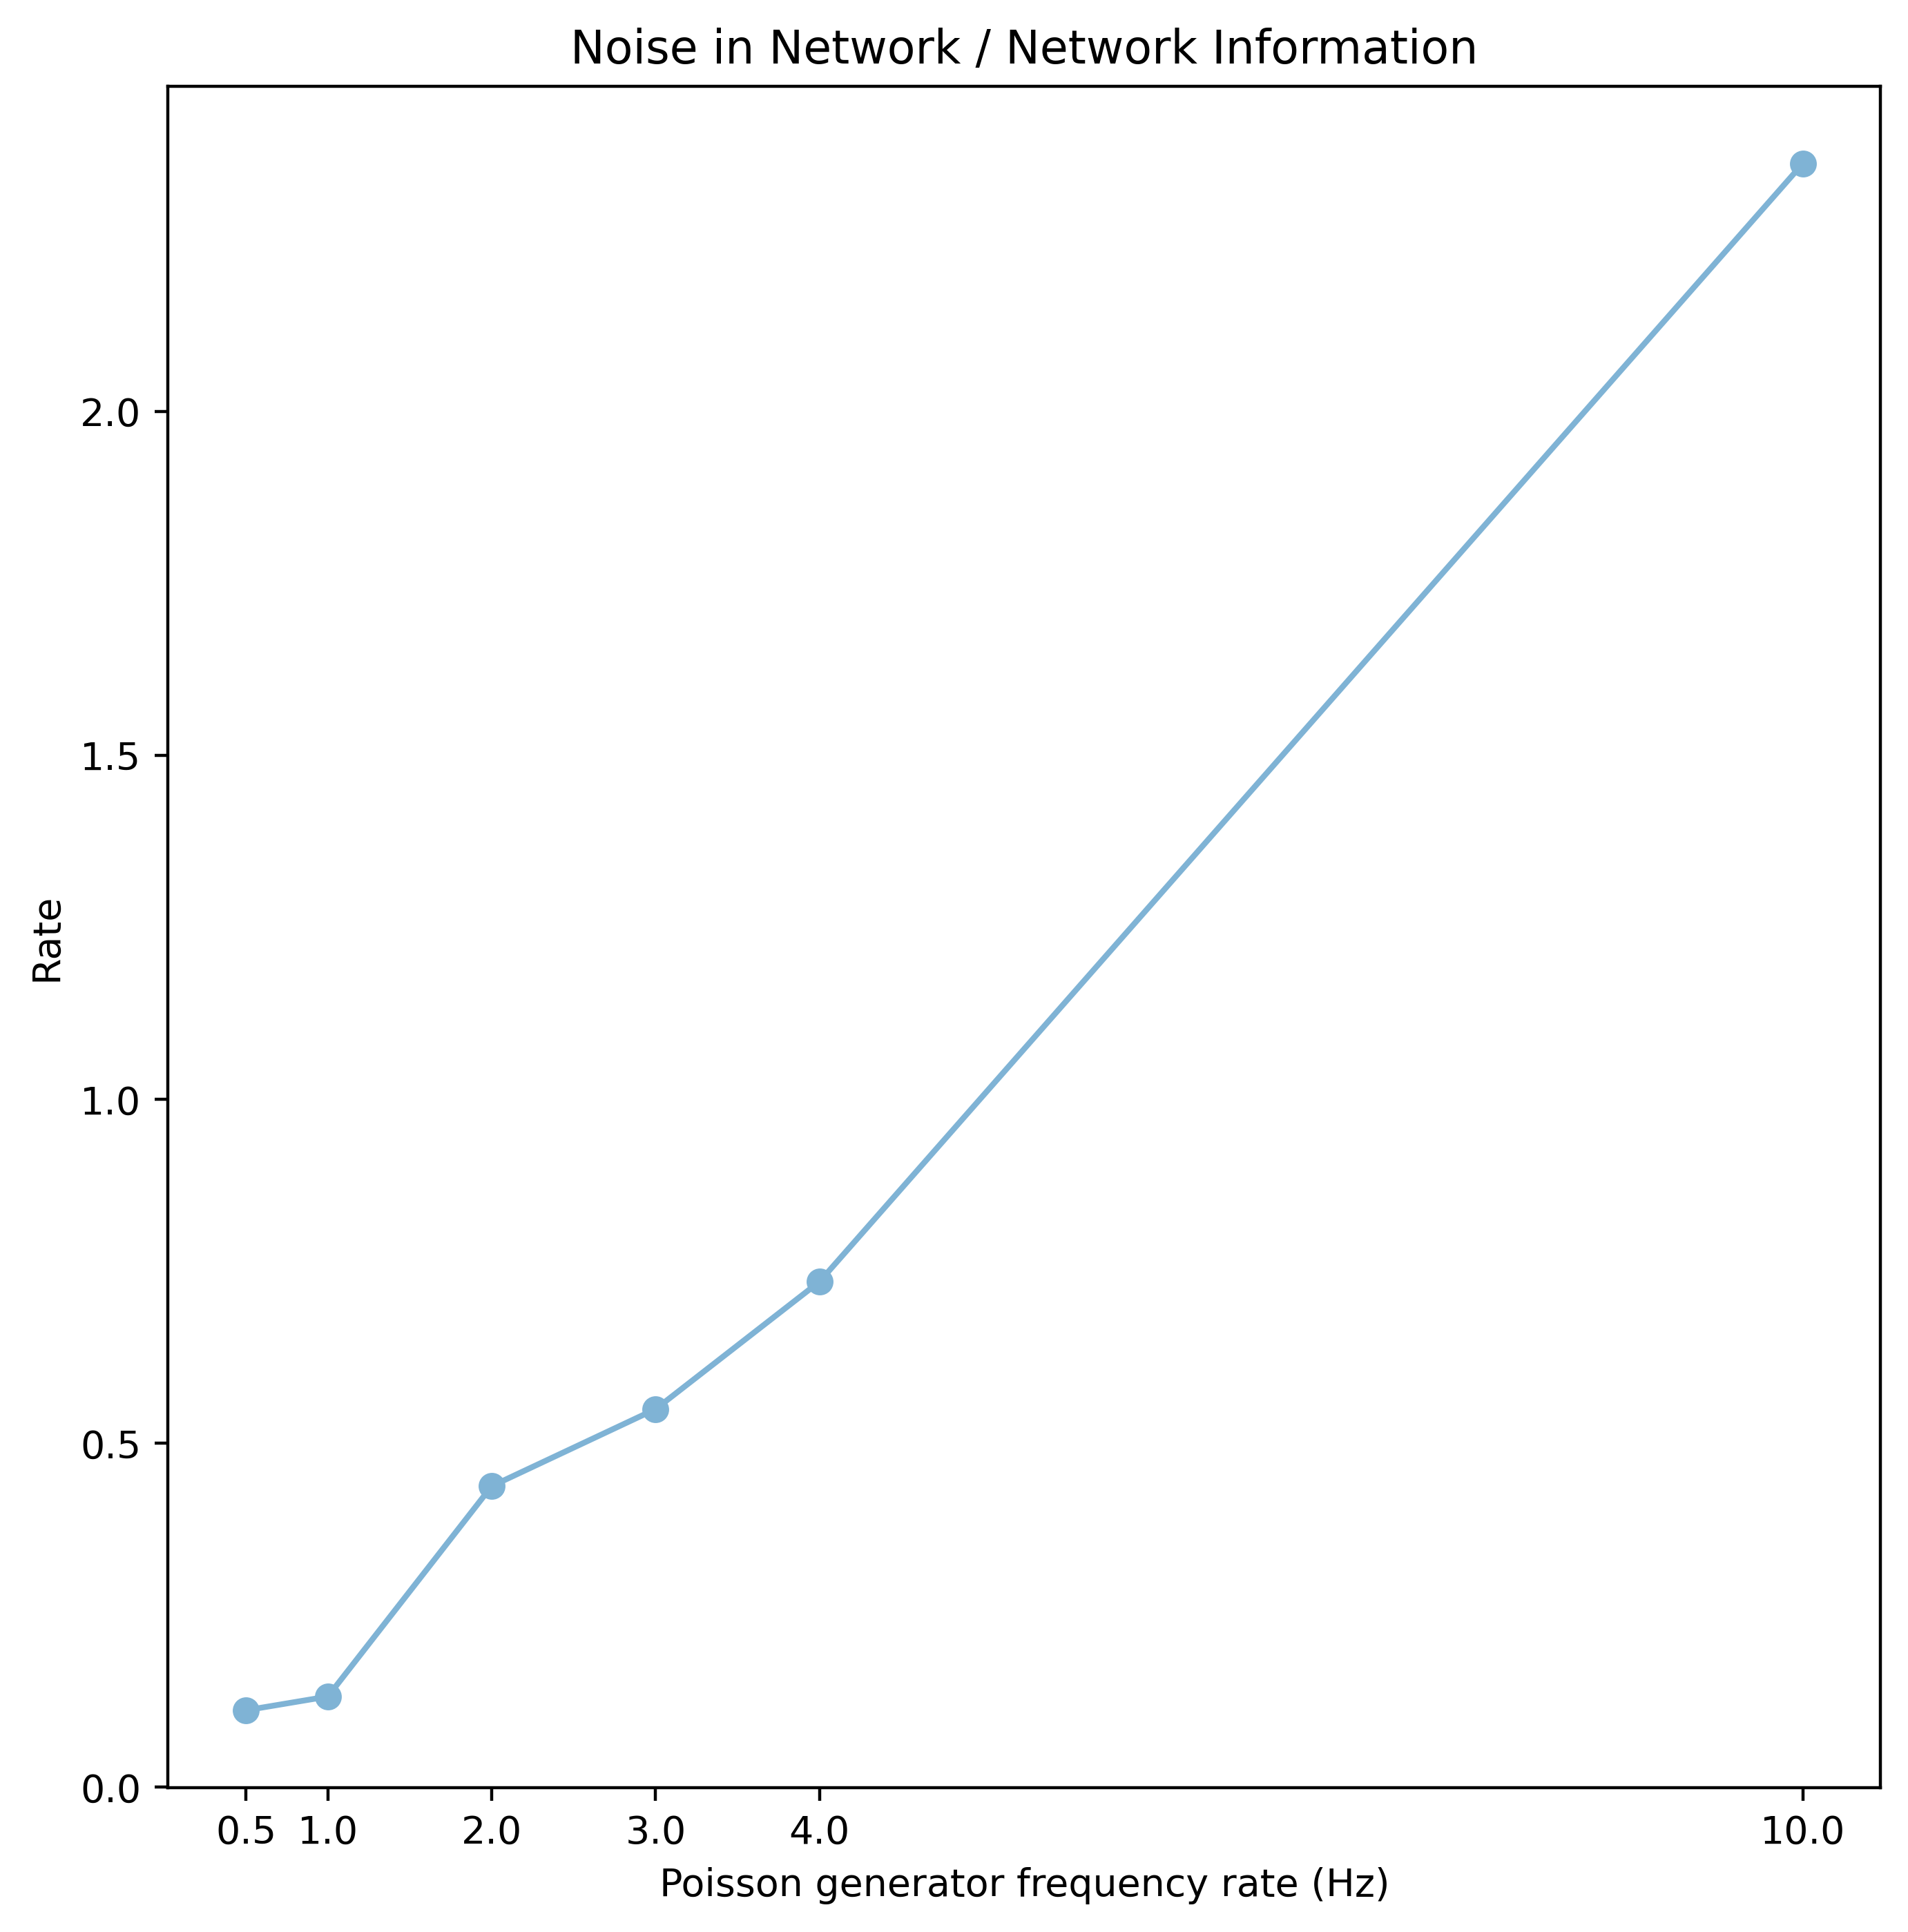 Noise in Network / Network Information
2.0
1.5
1.0
0.5
0.0
Rate
0.5 1.0 2.0 3.0 4.0 10.0
Poisson generator frequency rate (Hz)